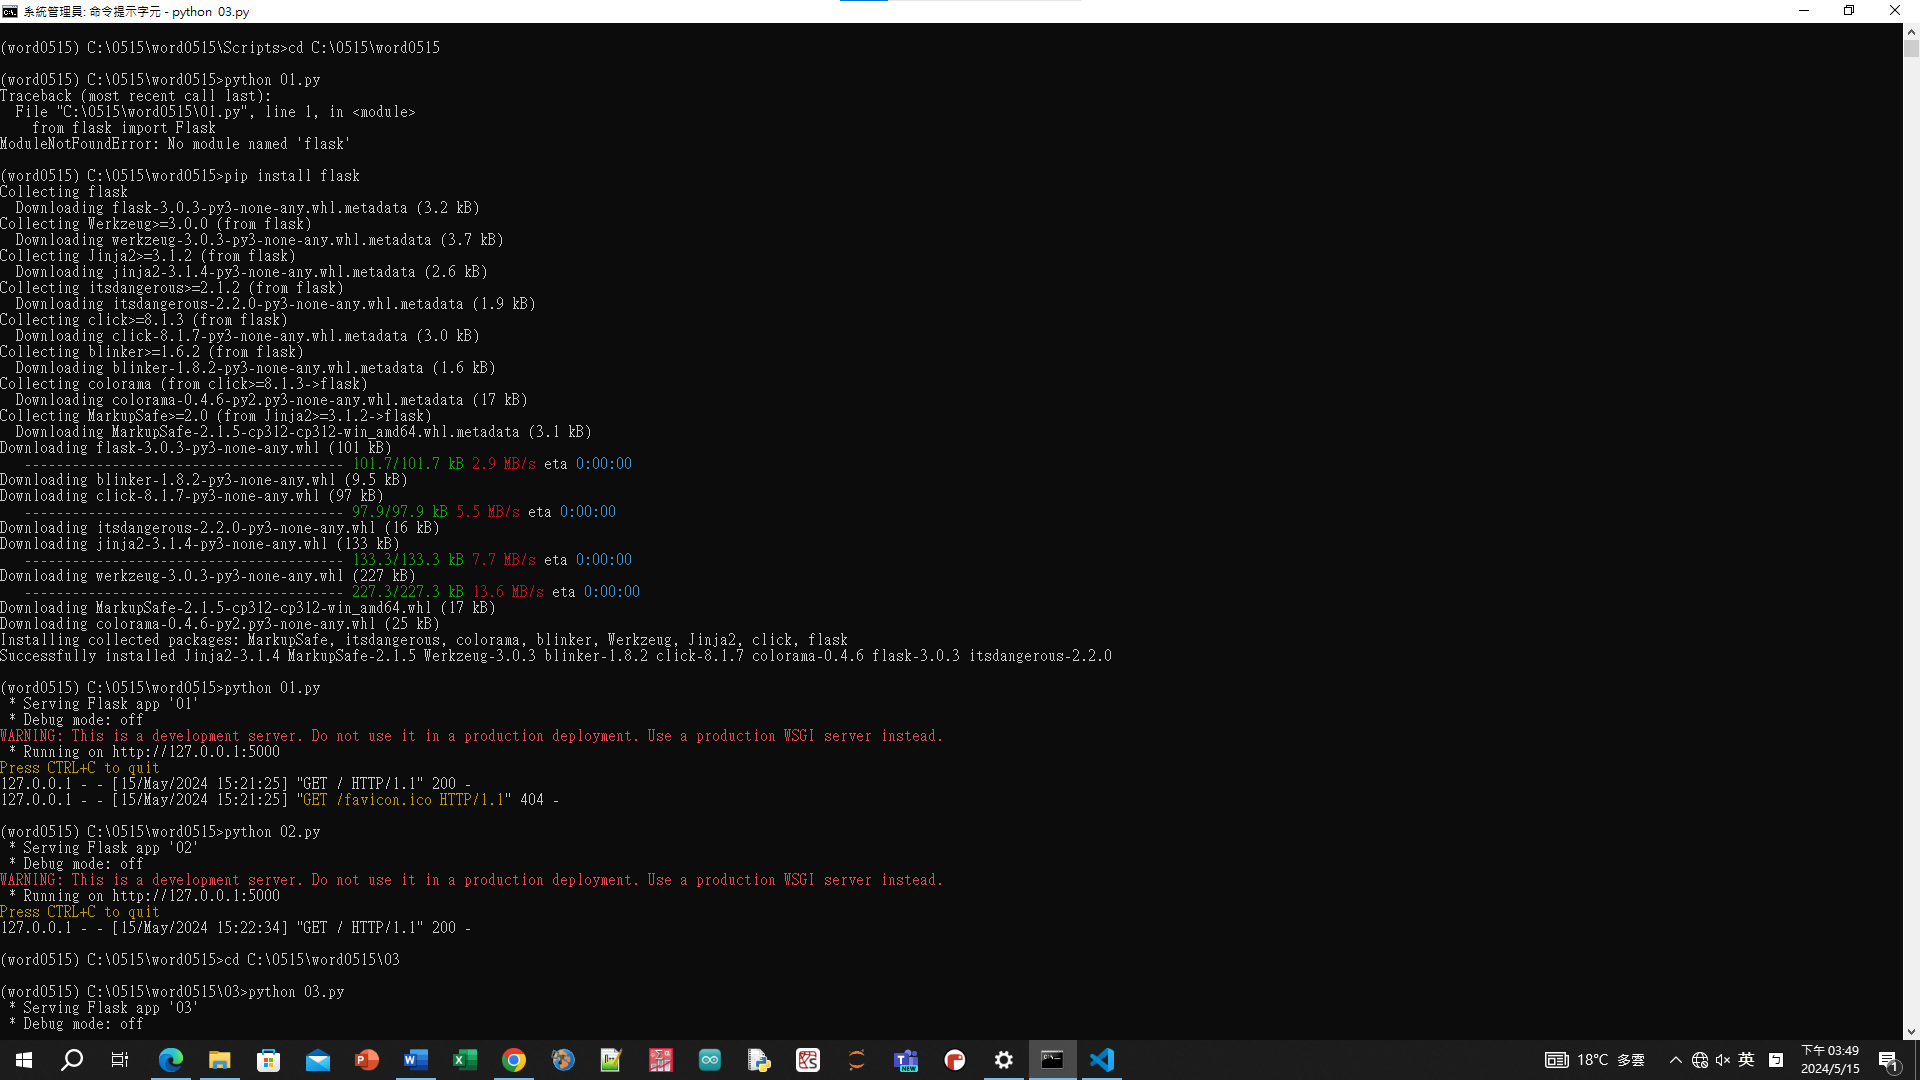 系統管理員: 命令提示字元 - python 03.py
(word0515) C:\0515\word0515\Scripts>cd C:\0515\word0515
(word0515) C:\0515\word0515>python 01.py
Traceback (most recent call last):
  File "C:\0515\word0515\01.py", line 1, in <module>
    from flask import Flask
ModuleNotFoundError: No module named 'flask'
(word0515) C:\0515\word0515>pip install flask
Collecting flask
  Downloading flask-3.0.3-py3-none-any.whl.metadata (3.2 kB)
Collecting Werkzeug>=3.0.0 (from flask)
  Downloading werkzeug-3.0.3-py3-none-any.whl.metadata (3.7 kB)
Collecting Jinja2>=3.1.2 (from flask)
  Downloading jinja2-3.1.4-py3-none-any.whl.metadata (2.6 kB)
Collecting itsdangerous>=2.1.2 (from flask)
  Downloading itsdangerous-2.2.0-py3-none-any.whl.metadata (1.9 kB)
Collecting click>=8.1.3 (from flask)
  Downloading click-8.1.7-py3-none-any.whl.metadata (3.0 kB)
Collecting blinker>=1.6.2 (from flask)
  Downloading blinker-1.8.2-py3-none-any.whl.metadata (1.6 kB)
Collecting colorama (from click>=8.1.3->flask)
  Downloading colorama-0.4.6-py2.py3-none-any.whl.metadata (17 kB)
Collecting MarkupSafe>=2.0 (from Jinja2>=3.1.2->flask)
  Downloading MarkupSafe-2.1.5-cp312-cp312-win_amd64.whl.metadata (3.1 kB)
Downloading flask-3.0.3-py3-none-any.whl (101 kB)
   ---------------------------------------- 101.7/101.7 kB 2.9 MB/s eta 0:00:00
Downloading blinker-1.8.2-py3-none-any.whl (9.5 kB)
Downloading click-8.1.7-py3-none-any.whl (97 kB)
   ---------------------------------------- 97.9/97.9 kB 5.5 MB/s eta 0:00:00
Downloading itsdangerous-2.2.0-py3-none-any.whl (16 kB)
Downloading jinja2-3.1.4-py3-none-any.whl (133 kB)
   ---------------------------------------- 133.3/133.3 kB 7.7 MB/s eta 0:00:00
Downloading werkzeug-3.0.3-py3-none-any.whl (227 kB)
   ---------------------------------------- 227.3/227.3 kB 13.6 MB/s eta 0:00:00
Downloading MarkupSafe-2.1.5-cp312-cp312-win_amd64.whl (17 kB)
Downloading colorama-0.4.6-py2.py3-none-any.whl (25 kB)
Installing collected packages: MarkupSafe, itsdangerous, colorama, blinker, Werkzeug, Jinja2, click, flask
Successfully installed Jinja2-3.1.4 MarkupSafe-2.1.5 Werkzeug-3.0.3 blinker-1.8.2 click-8.1.7 colorama-0.4.6 flask-3.0.3 itsdangerous-2.2.0
(word0515) C:\0515\word0515>python 01.py
 * Serving Flask app '01'
 * Debug mode: off
WARNING: This is a development server. Do not use it in a production deployment. Use a production WSGI server instead.
 * Running on http://127.0.0.1:5000
Press CTRL+C to quit
127.0.0.1 - - [15/May/2024 15:21:25] "GET / HTTP/1.1" 200 -
127.0.0.1 - - [15/May/2024 15:21:25] "GET /favicon.ico HTTP/1.1" 404 -
(word0515) C:\0515\word0515>python 02.py
 * Serving Flask app '02'
 * Debug mode: off
WARNING: This is a development server. Do not use it in a production deployment. Use a production WSGI server instead.
 * Running on http://127.0.0.1:5000
Press CTRL+C to quit
127.0.0.1 - - [15/May/2024 15:22:34] "GET / HTTP/1.1" 200 -
(word0515) C:\0515\word0515>cd C:\0515\word0515\03
(word0515) C:\0515\word0515\03>python 03.py
 * Serving Flask app '03'
 * Debug mode: off
18°C 多雲
英
下午 03:49
2024/5/15
1